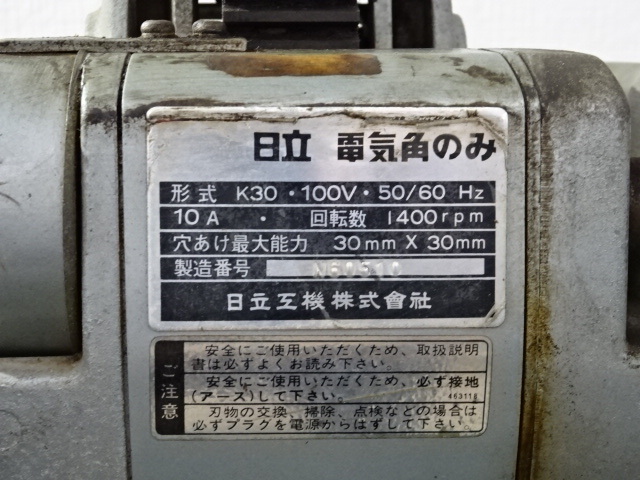 日立 電気角のみ
形式 K30・100V・50/60 Hz
10A ・ 回転数 1400rpm
穴あけ最大能力 30mm X 30mm
製造番号
日立工機株式會社
ご注意
安全にご使用いただくため、取扱説明
書は必ずよくお読み下さい。
安全にご使用いただくため、必ず接地
(アース)して下さい。
刃物の交換、掃除、点検などの場合は
必ずプラグを電源からはずして下さい。